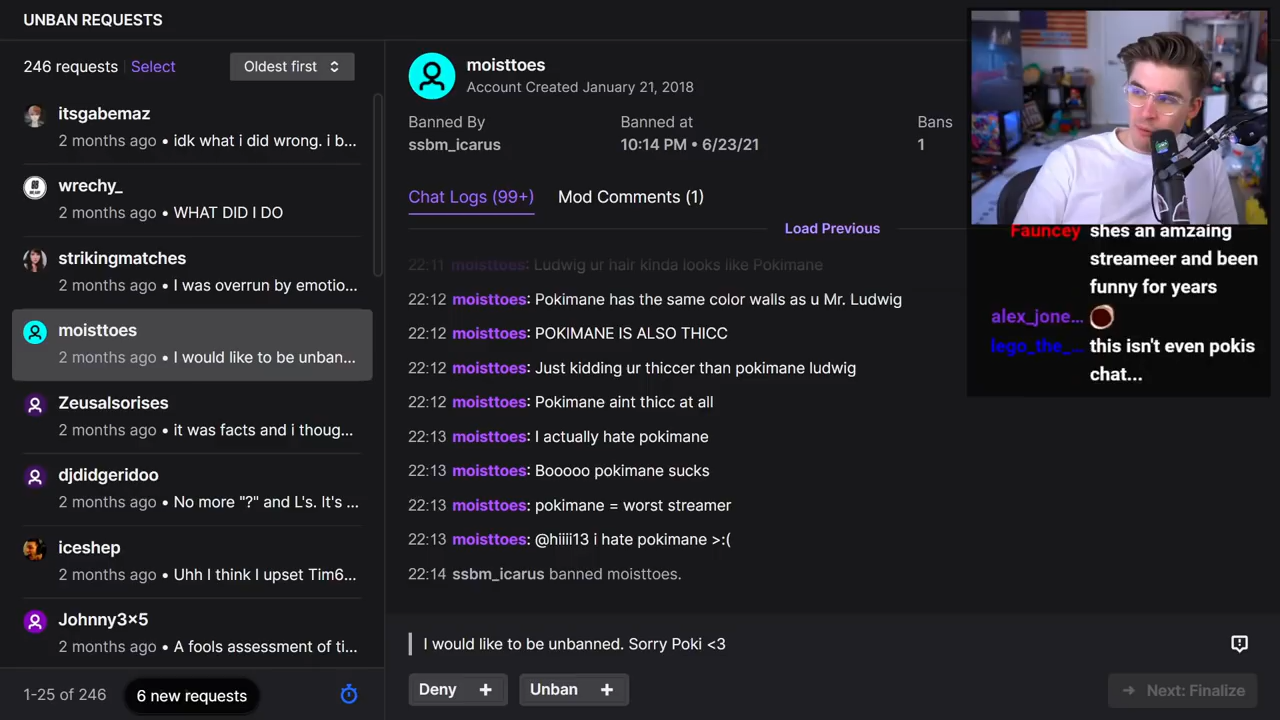 UNBAN REQUESTS
246 requests Select
Oldest first
itsgabemaz
2 months ago • idk what i did wrong. i b...
wrechy_
2 months ago • WHAT DID I DO
strikingmatches
2 months ago • I was overrun by emotio...
moisttoes
2 months ago • I would like to be unban...
Zeusalsorises
2 months ago • it was facts and i thoug...
djdidgeridoo
2 months ago • No more "?" and L's. It's ...
iceshep
2 months ago • Uhh I think I upset Tim6...
Johnny3x5
2 months ago • A fools assessment of ti...
1-25 of 246
6 new requests
moisttoes
Account Created January 21, 2018
Banned By
ssbm_icarus
Banned at
10:14 PM • 6/23/21
Bans
1
Chat Logs (99+)
Mod Comments (1)
Load Previous
22:11 moisttoes: Ludwig ur hair kinda looks like Pokimane
22:12 moisttoes: Pokimane has the same color walls as u Mr. Ludwig
22:12 moisttoes: POKIMANE IS ALSO THICC
22:12 moisttoes: Just kidding ur thiccer than pokimane ludwig
22:12 moisttoes: Pokimane aint thicc at all
22:13 moisttoes: I actually hate pokimane
22:13 moisttoes: Booooo pokimane sucks
22:13 moisttoes: pokimane = worst streamer
22:13 moisttoes: @hiiii13 i hate pokimane >:(
22:14 ssbm_icarus banned moisttoes.
I would like to be unbanned. Sorry Poki <3
Deny +
Unban +
Next: Finalize
Fauncey shes an amzaing
streameer and been
funny for years
alex_jone...
lego_the_... this isn't even pokis
chat...